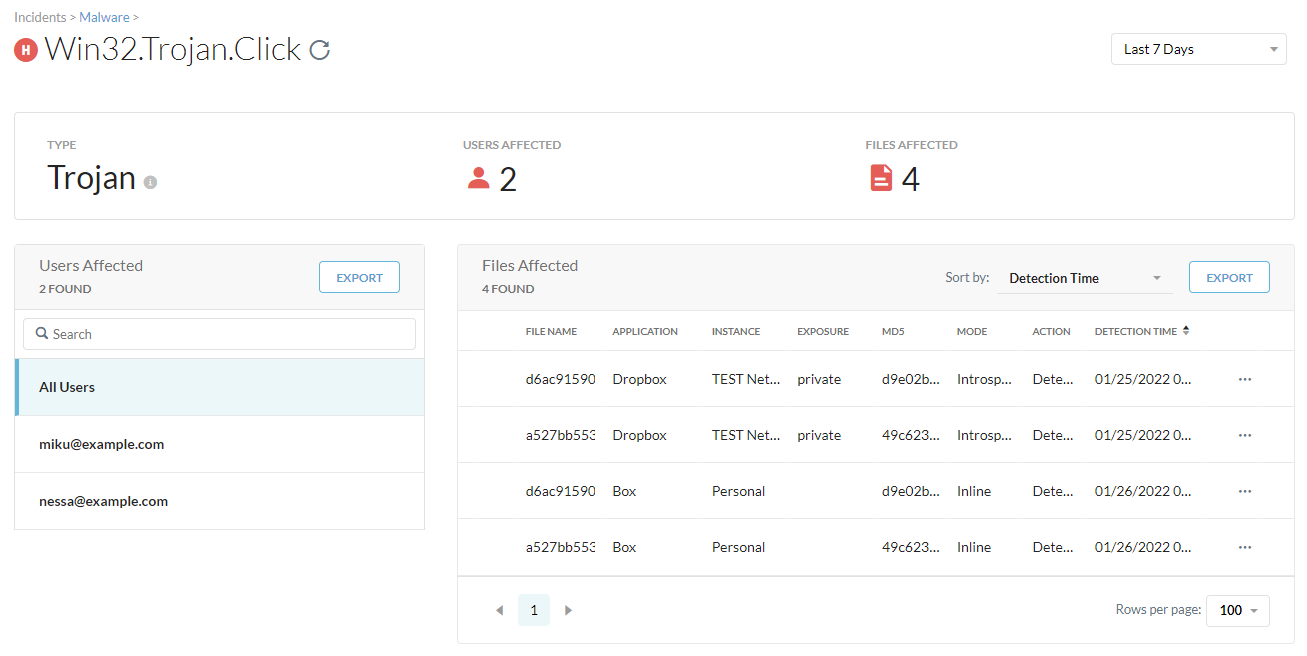 Incidents > Malware >
H Win32.Trojan.Click
Last 7 Days
TYPE
Trojan
USERS AFFECTED
2
FILES AFFECTED
4
Users Affected
2 FOUND
EXPORT
Search
All Users
miku@example.com
nessa@example.com
Files Affected
4 FOUND
Sort by: Detection Time
EXPORT
FILE NAME APPLICATION INSTANCE EXPOSURE MD5 MODE ACTION DETECTION TIME
d6ac91590 Dropbox TEST Net... private d9e02b... Introsp... Dete... 01/25/2022 0... ...
a527bb553 Dropbox TEST Net... private 49c623... Introsp... Dete... 01/25/2022 0... ...
d6ac91590 Box Personal d9e02b... Inline Dete... 01/26/2022 0... ...
a527bb553 Box Personal 49c623... Inline Dete... 01/26/2022 0... ...
1
Rows per page: 100